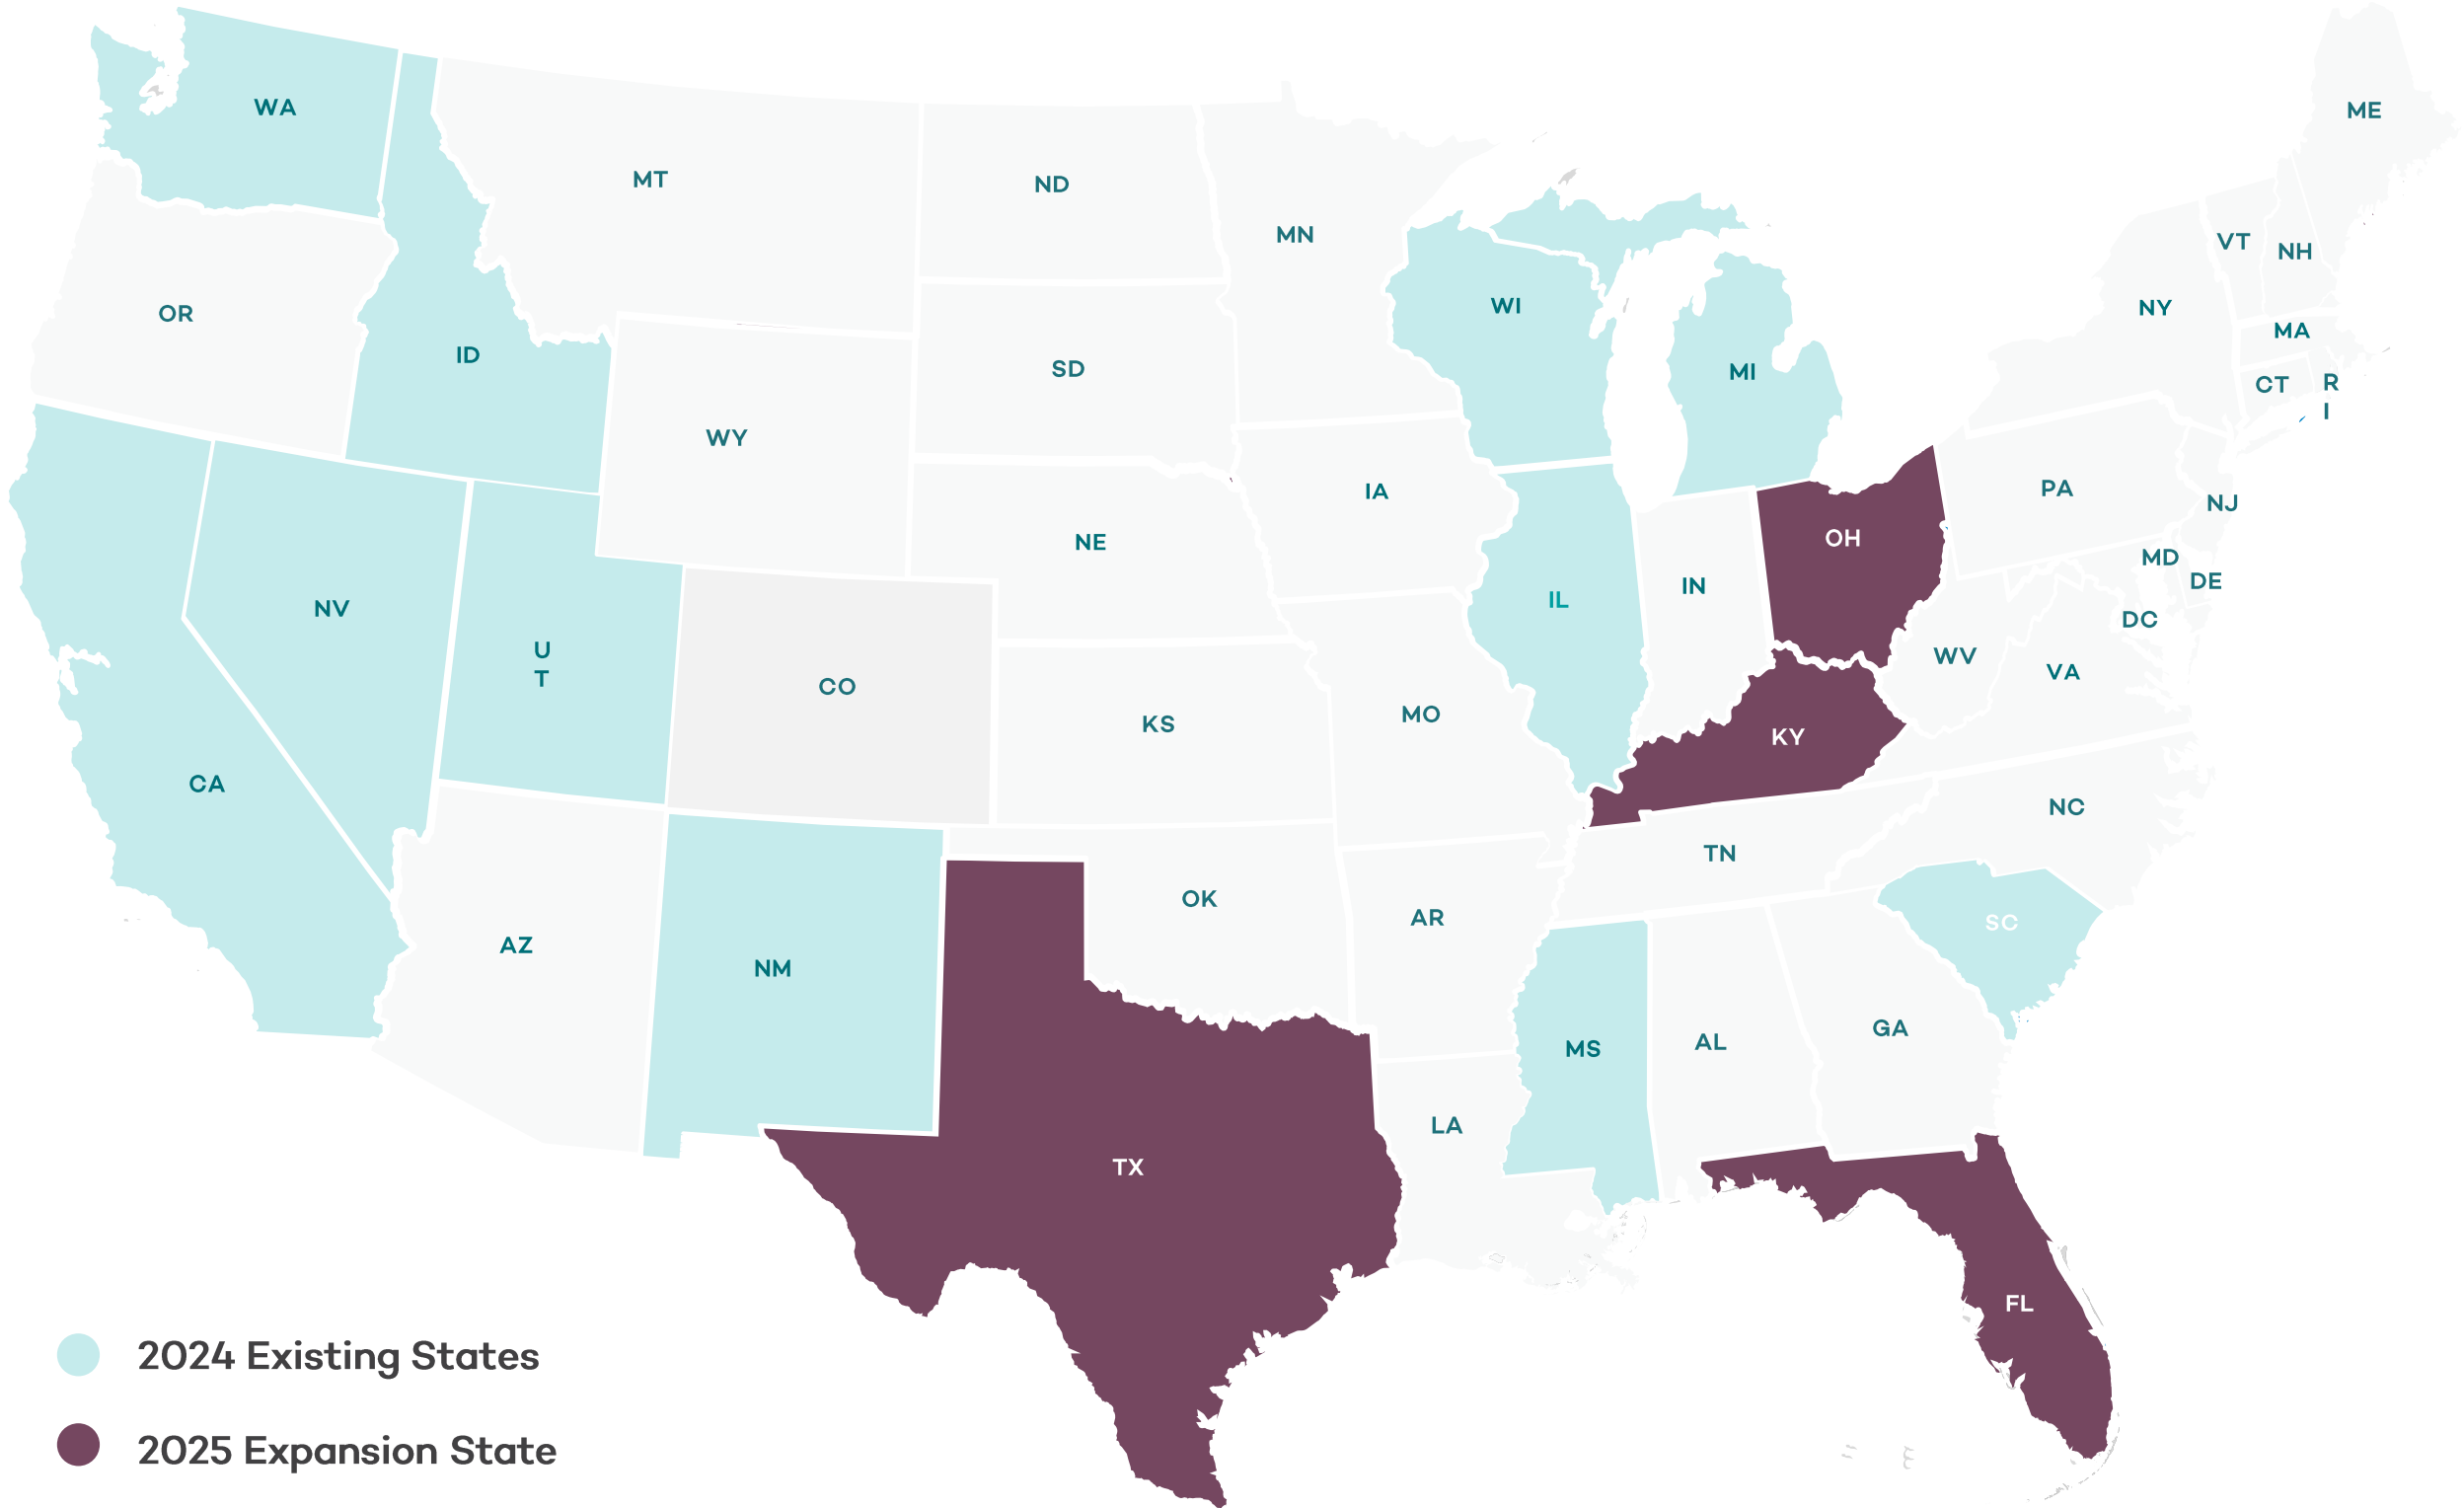 WA
ME
MT
ND
MN
VT
NH
OR
WI
NY
MA
ID
SD
MI
CT
R
I
WY
IA
PA
NJ
NE
OH
MD
DE
IN
IL
NV
DC
U
T
WV
VA
CO
KS
MO
KY
CA
NC
TN
OK
AR
SC
AZ
NM
GA
AL
MS
LA
TX
FL
2024 Existing States
2025 Expansion State